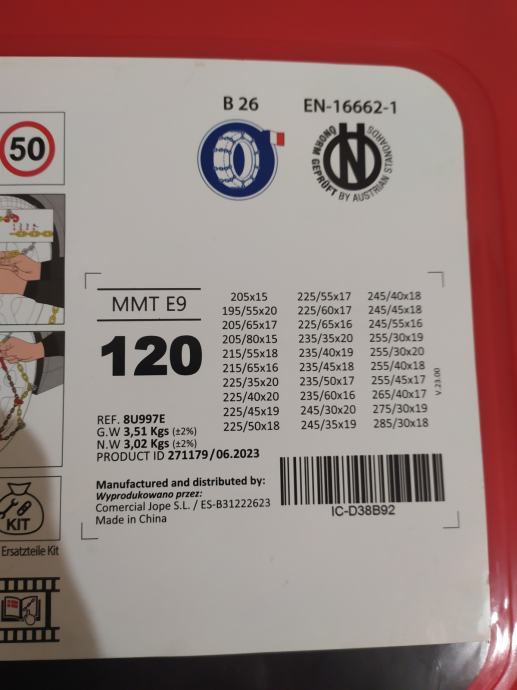 B 26
EN-16662-1
50
ÖNORM GEPRÜFT BY AUSTRIAN STANDARDS
N
MMT E9
120
205x15
195/55x20
205/65x17
205/80x15
215/55x18
215/65x16
225/35x20
225/40x20
225/45x19
225/50x18
225/55x17
225/60x17
225/65x16
235/35x20
235/40x19
235/45x18
235/50x17
235/60x16
245/30x20
245/35x19
245/40x18
245/45x18
245/55x16
255/30x19
255/30x20
255/40x18
255/45x17
265/40x17
275/30x19
285/30x18
V 23.00
REF. 8U997E
G.W 3,51 Kgs (±2%)
N.W 3,02 Kgs (±2%)
PRODUCT ID 271179/06.2023
Manufactured and distributed by:
Wyprodukowano przez:
Comercial Jope S.L. / ES-B31222623
Made in China
IC-D38B92
KIT
Ersatzteile Kit